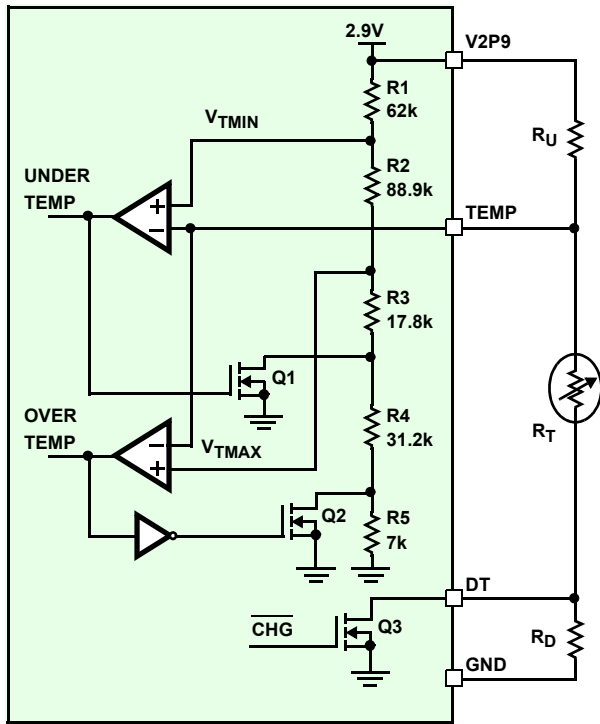 2.9V
V2P9
R1
62k
RU
VTMIN
R2
88.9k
UNDER
TEMP
+
−
TEMP
R3
17.8k
Q1
RT
OVER
TEMP
−
+
VTMAX
R4
31.2k
Q2
R5
7k
DT
CHG
Q3
RD
GND